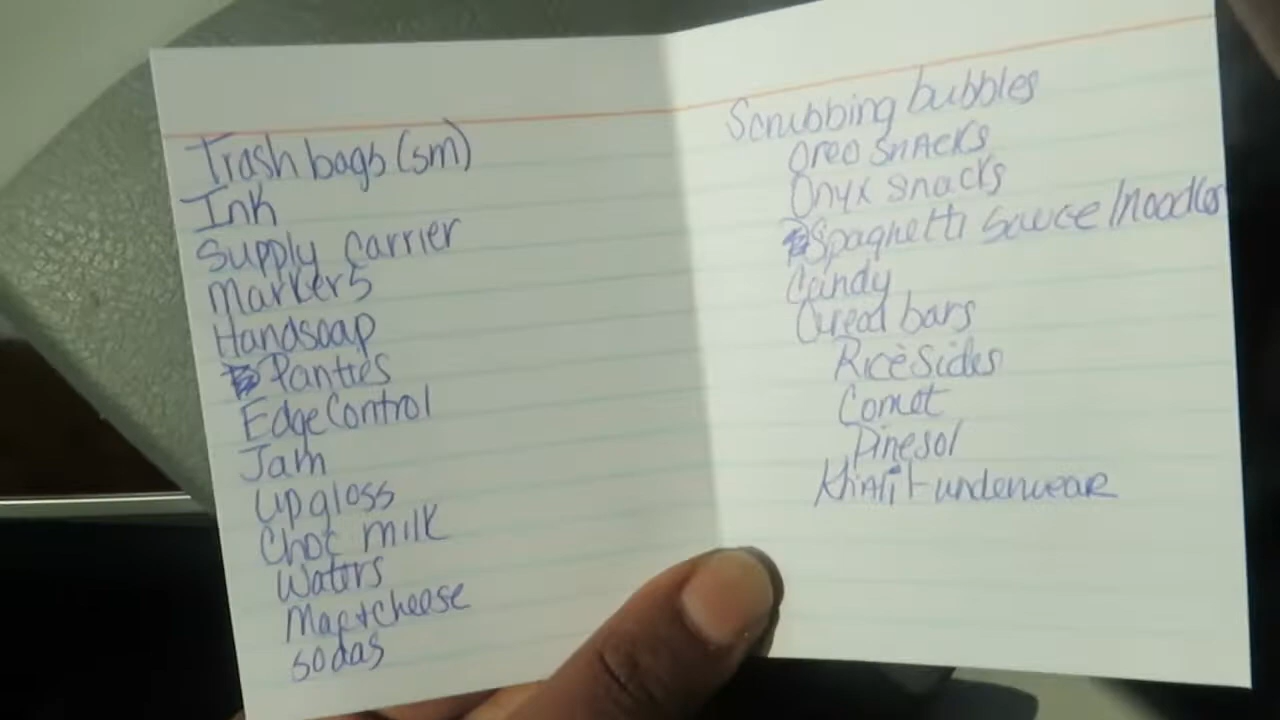 Trash bags (sm)
Ink
Supply Carrier
Markers
Handsoap
Panties
Edge Control
Jam
Lipgloss
Choc milk
Waters
Mac + Cheese
sodas
Scrubbing bubbles
Oreo snacks
Onyx snacks
Spaghetti sauce / noodles
Candy
Cereal bars
Rice Sides
Comet
Pinesol
underwear